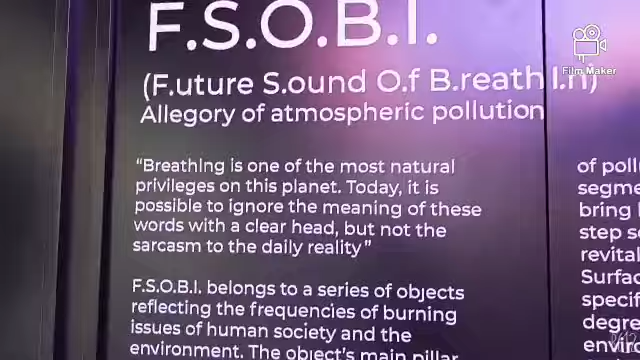 F.S.O.B.I.
(F.uture S.ound O.f B.reath I.n)
Allegory of atmospheric pollution
"Breathing is one of the most natural
privileges on this planet. Today, it is
possible to ignore the meaning of these
words with a clear head, but not the
sarcasm to the daily reality"
F.S.O.B.I. belongs to a series of objects
reflecting the frequencies of burning
issues of human society and the
environment. The object's main pillar
of poll
segme
bring
step s
revital
Surfac
specif
degre
enviro
Film Maker